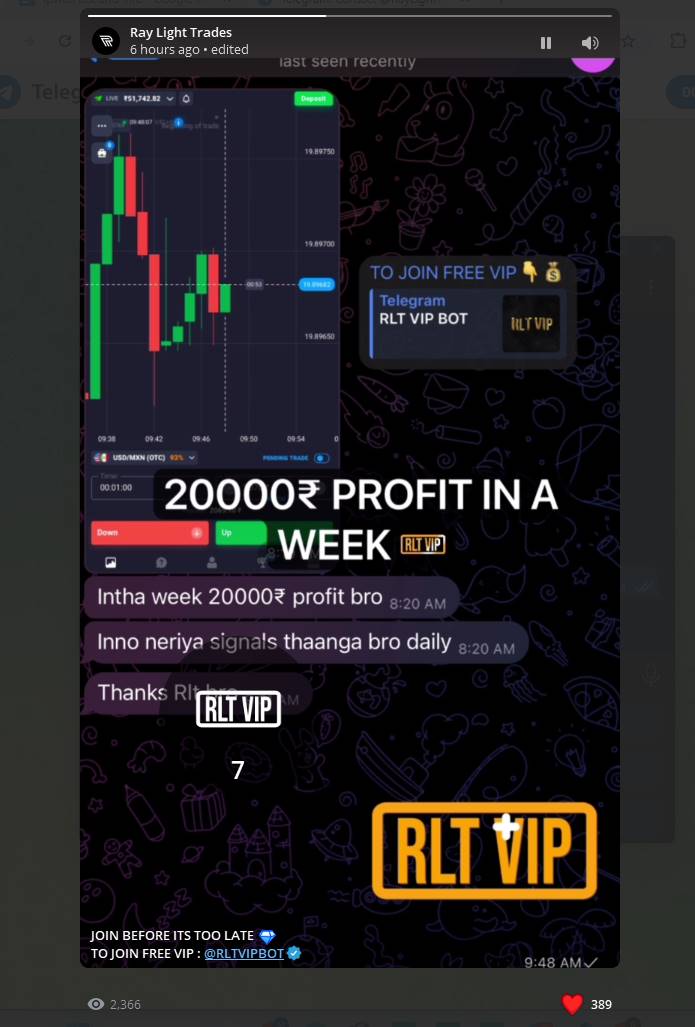 Ray Light Trades
6 hours ago • edited
last seen recently
LIVE ₹51,742.82
Deposit
09:48:07
Beginning of trade
19.89750
19.89700
00:53
19.89682
19.89650
09:38 09:42 09:46 09:50 09:54
USD/MXN (OTC) 93%
PENDING TRADE
Time:
00:01:00
Down
Up
TO JOIN FREE VIP 👇💰
Telegram
RLT VIP BOT
RLT VIP
20000₹ PROFIT IN A
WEEK RLT VIP
Intha week 20000₹ profit bro 8:20 AM
Inno neriya signals thaanga bro daily 8:20 AM
Thanks Rlt bro
RLT VIP
7
RLT VIP
JOIN BEFORE ITS TOO LATE 💎
TO JOIN FREE VIP : @RLTVIPBOT
9:48 AM
2,366
389